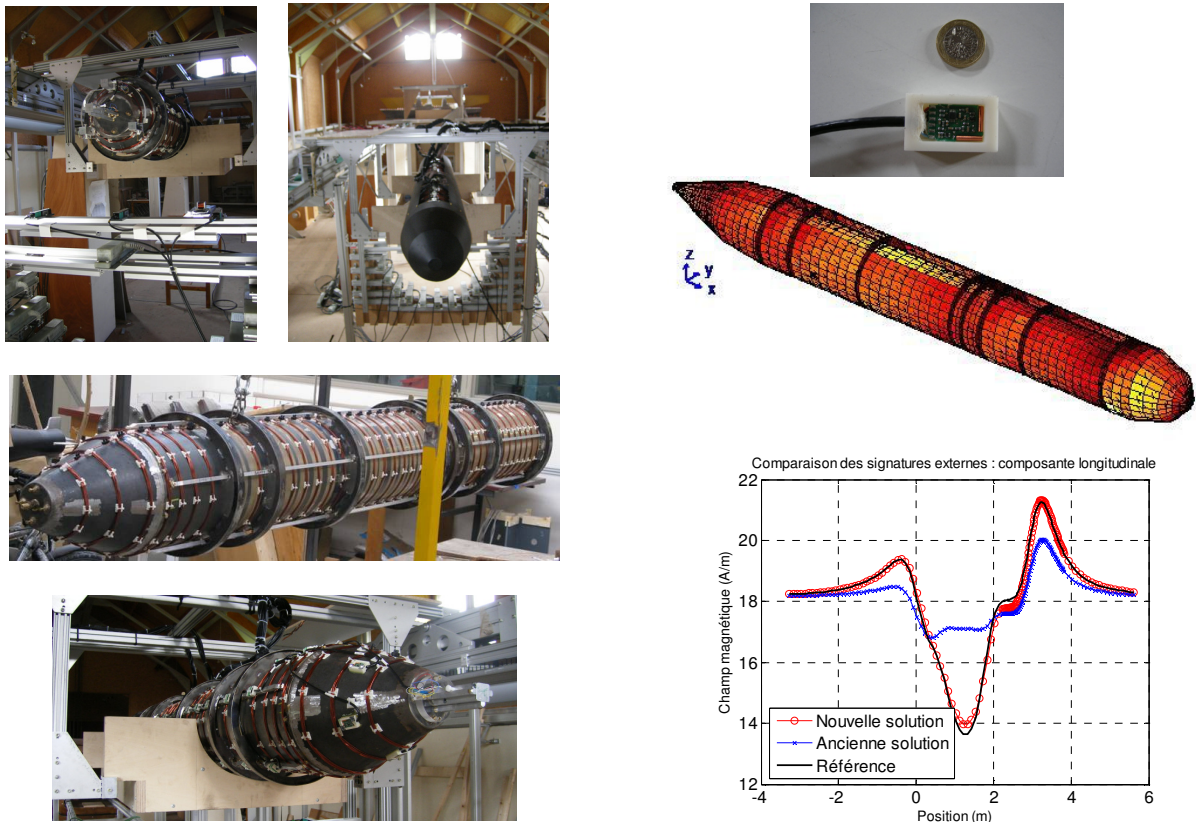 z
y
x
Comparaison des signatures externes : composante longitudinale
Champ magnétique (A/m)
22
20
18
16
14
12
Nouvelle solution
Ancienne solution
Référence
-4
-2
0
2
4
6
Position (m)